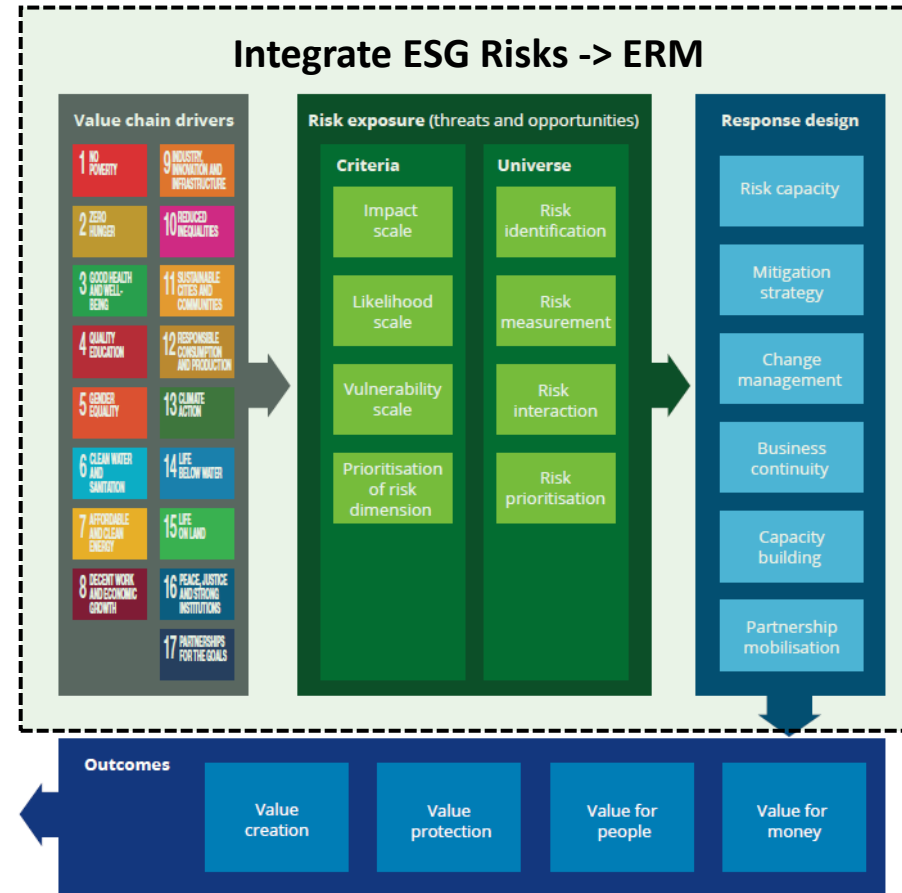 Integrate ESG Risks -> ERM
Value chain drivers
1 NO
POVERTY
2 ZERO
HUNGER
3 GOOD HEALTH
AND WELL-
BEING
4 QUALITY
EDUCATION
5 GENDER
EQUALITY
6 CLEAN WATER
AND
SANITATION
7 AFFORDABLE
AND CLEAN
ENERGY
8 DECENT WORK
AND ECONOMIC
GROWTH
9 INDUSTRY,
INNOVATION AND
INFRASTRUCTURE
10 REDUCED
INEQUALITIES
11 SUSTAINABLE
CITIES AND
COMMUNITIES
12 RESPONSIBLE
CONSUMPTION
AND PRODUCTION
13 CLIMATE
ACTION
14 LIFE
BELOW WATER
15 LIFE
ON LAND
16 PEACE, JUSTICE
AND STRONG
INSTITUTIONS
17 PARTNERSHIPS
FOR THE GOALS
Risk exposure (threats and opportunities)
Criteria
Impact
scale
Likelihood
scale
Vulnerability
scale
Prioritisation
of risk
dimension
Universe
Risk
identification
Risk
measurement
Risk
interaction
Risk
prioritisation
Response design
Risk capacity
Mitigation
strategy
Change
management
Business
continuity
Capacity
building
Partnership
mobilisation
Outcomes
Value
creation
Value
protection
Value for
people
Value for
money